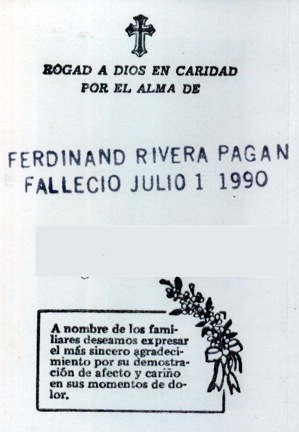 ROGAD A DIOS EN CARIDAD
POR EL ALMA DE
FERDINAND RIVERA PAGAN
FALLECIO JULIO 1 1990
A nombre de los fami-
liares deseamos expresar
el más sincero agradeci-
miento por su demostra-
ción de afecto y cariño
en sus momentos de do-
lor.